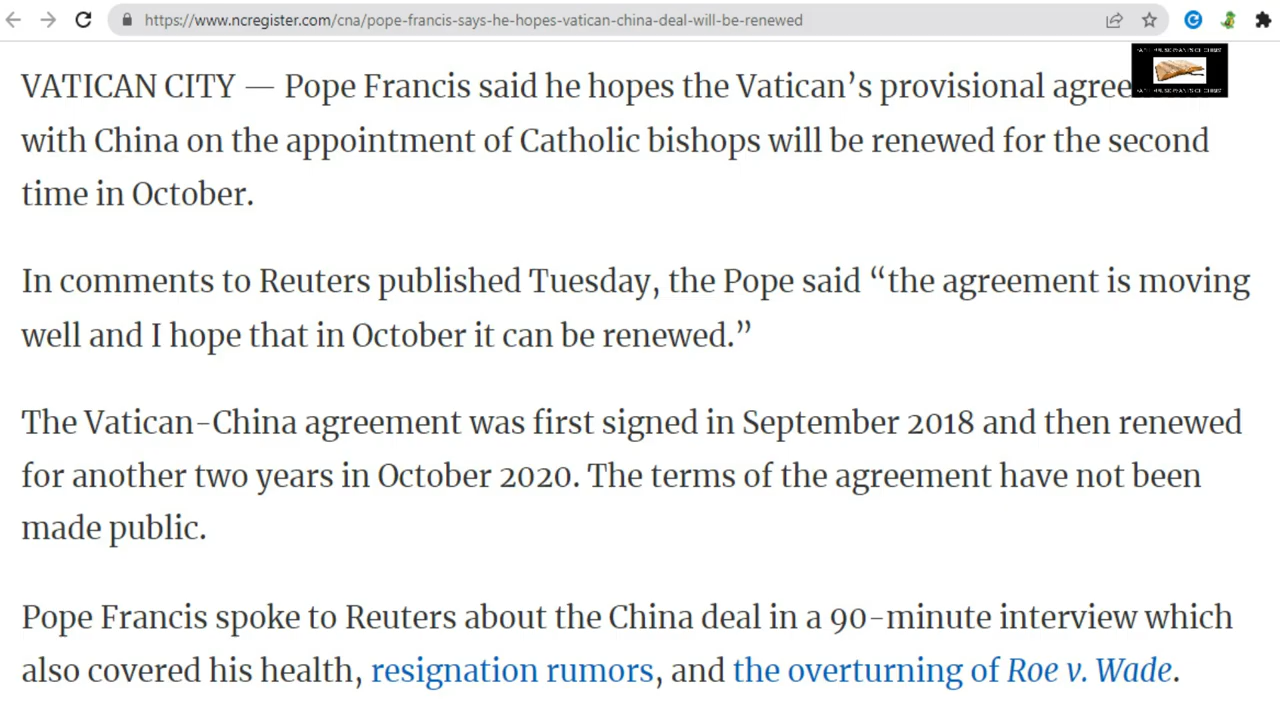 https://www.ncregister.com/cna/pope-francis-says-he-hopes-vatican-china-deal-will-be-renewed
VATICAN CITY — Pope Francis said he hopes the Vatican’s provisional agree
with China on the appointment of Catholic bishops will be renewed for the second
time in October.
In comments to Reuters published Tuesday, the Pope said “the agreement is moving
well and I hope that in October it can be renewed.”
The Vatican-China agreement was first signed in September 2018 and then renewed
for another two years in October 2020. The terms of the agreement have not been
made public.
Pope Francis spoke to Reuters about the China deal in a 90-minute interview which
also covered his health, resignation rumors, and the overturning of Roe v. Wade.